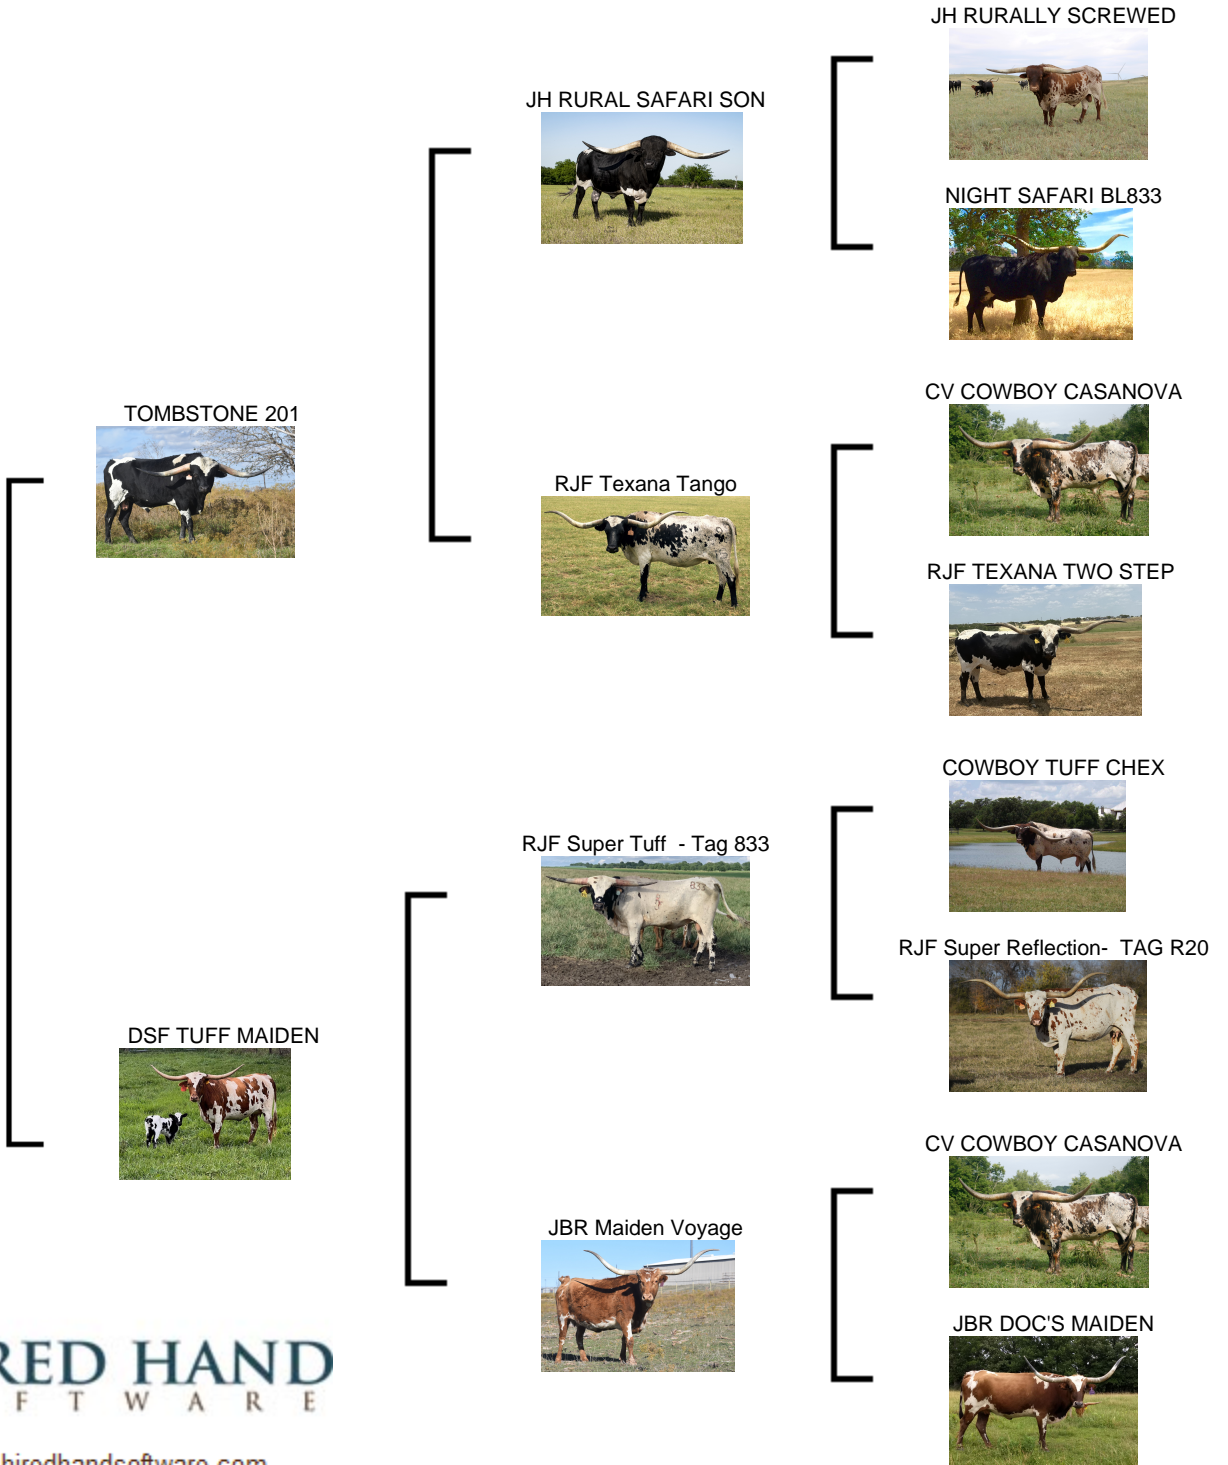 JH RURALLY SCREWED
JH RURAL SAFARI SON
NIGHT SAFARI BL833
TOMBSTONE 201
CV COWBOY CASANOVA
RJF Texana Tango
RJF TEXANA TWO STEP
COWBOY TUFF CHEX
RJF Super Tuff - Tag 833
RJF Super Reflection- TAG R20
DSF TUFF MAIDEN
CV COWBOY CASANOVA
JBR Maiden Voyage
JBR DOC'S MAIDEN
RED HAND
F T W A R E
hiredhandsoftware.com